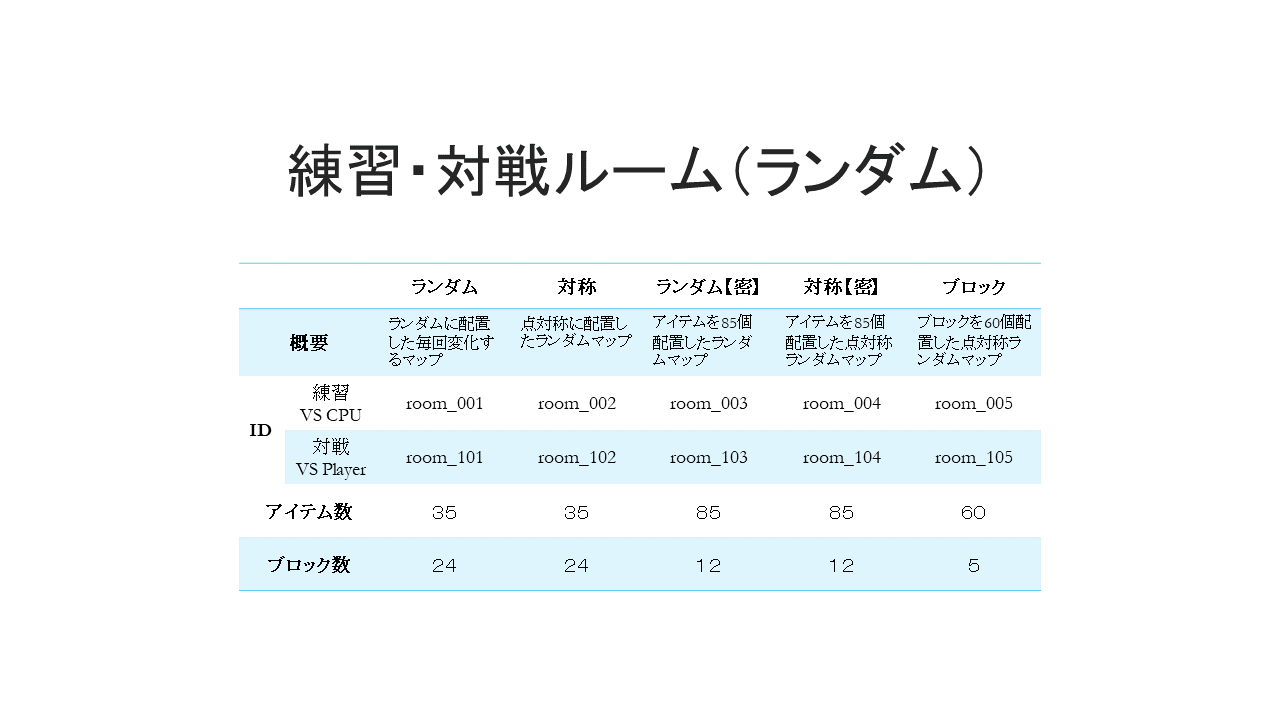 練習・対戦ルーム（ランダム）
ランダム 対称 ランダム【密】 対称【密】 ブロック
概要
ランダムに配置
した毎回変化す
るマップ
点対称に配置し
たランダムマップ
アイテムを85個
配置したランダ
ムマップ
アイテムを85個
配置した点対称
ランダムマップ
ブロックを60個配
置した点対称ラ
ンダムマップ
ID
練習
VS CPU
room_001 room_002 room_003 room_004 room_005
対戦
VS Player
room_101 room_102 room_103 room_104 room_105
アイテム数 35 35 85 85 60
ブロック数 24 24 12 12 5